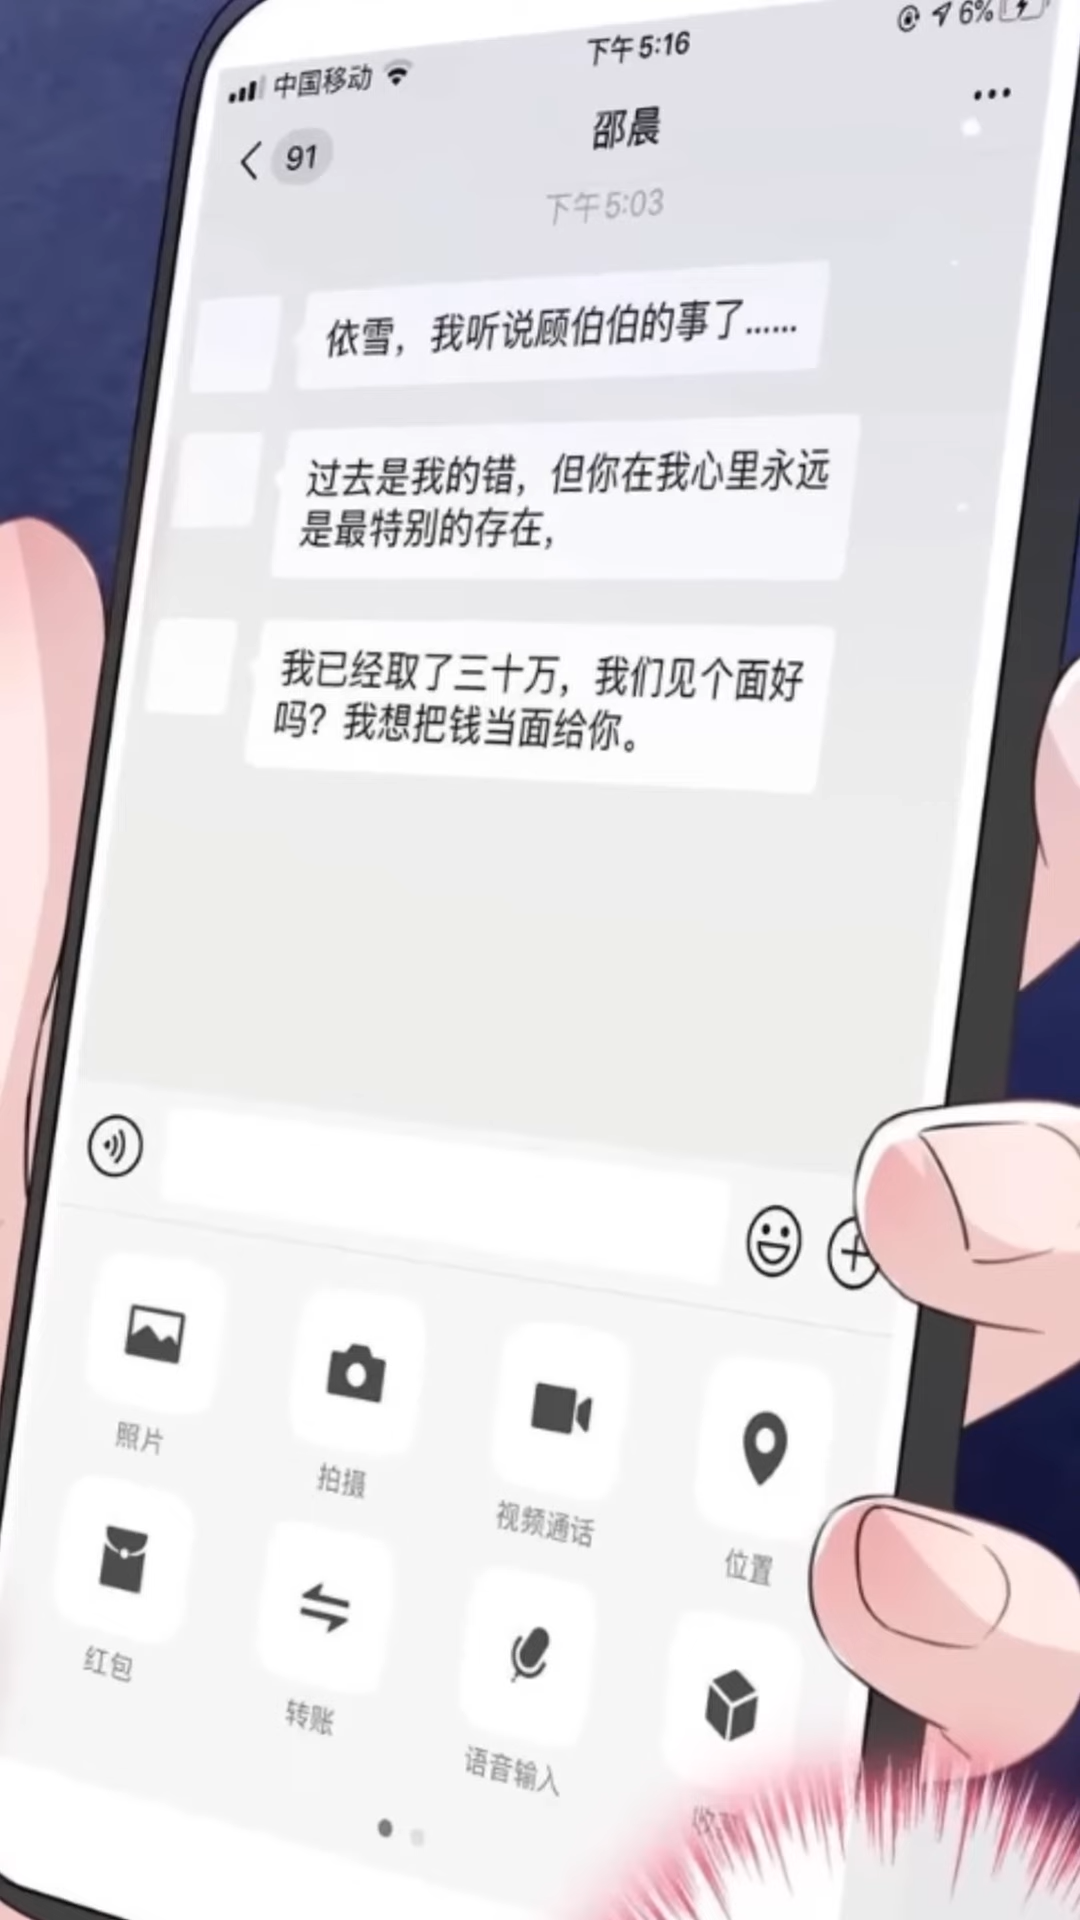 中国移动 下午5:16 6%
91 邵晨
下午5:03
依雪，我听说顾伯伯的事了……
过去是我的错，但你在我心里永远
是最特别的存在，
我已经取了三十万，我们见个面好
吗？我想把钱当面给你。
照片 拍摄 视频通话 位置
红包 转账 语音输入 收